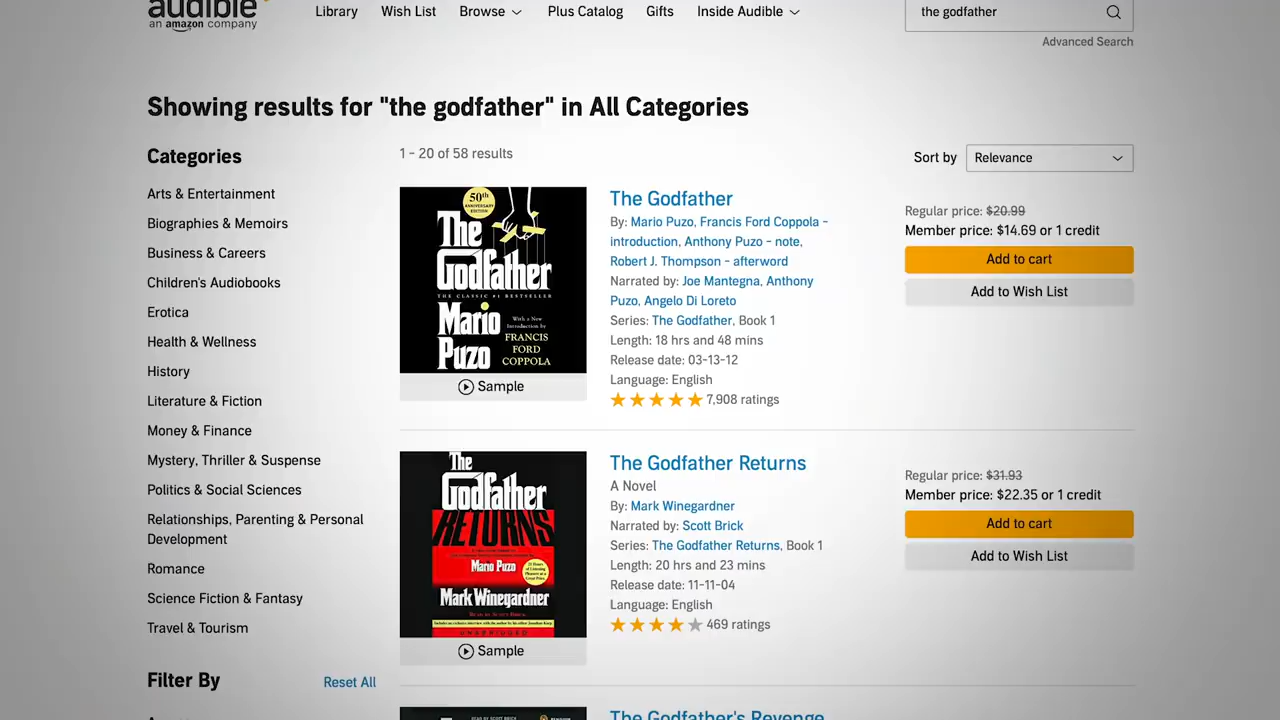 audible
an amazon company
Library
Wish List
Browse
Plus Catalog
Gifts
Inside Audible
the godfather
Advanced Search
Showing results for "the godfather" in All Categories
Categories
Arts & Entertainment
Biographies & Memoirs
Business & Careers
Children's Audiobooks
Erotica
Health & Wellness
History
Literature & Fiction
Money & Finance
Mystery, Thriller & Suspense
Politics & Social Sciences
Relationships, Parenting & Personal
Development
Romance
Science Fiction & Fantasy
Travel & Tourism
Filter By
Reset All
1 - 20 of 58 results
Sort by
Relevance
50th
ANNIVERSARY
EDITION
The
Godfather
THE CLASSIC #1 BESTSELLER
Mario
Puzo
With a New
Introduction by
FRANCIS
FORD
COPPOLA
Sample
The Godfather
By: Mario Puzo, Francis Ford Coppola -
introduction, Anthony Puzo - note,
Robert J. Thompson - afterword
Narrated by: Joe Mantegna, Anthony
Puzo, Angelo Di Loreto
Series: The Godfather, Book 1
Length: 18 hrs and 48 mins
Release date: 03-13-12
Language: English
7,908 ratings
Regular price: $20.99
Member price: $14.69 or 1 credit
Add to cart
Add to Wish List
The
Godfather
RETURNS
Mario Puzo
Mark Winegardner
UNABRIDGED
Sample
The Godfather Returns
A Novel
By: Mark Winegardner
Narrated by: Scott Brick
Series: The Godfather Returns, Book 1
Length: 20 hrs and 23 mins
Release date: 11-11-04
Language: English
469 ratings
Regular price: $31.93
Member price: $22.35 or 1 credit
Add to cart
Add to Wish List
READ BY SCOTT BRICK
The Godfather's Revenge